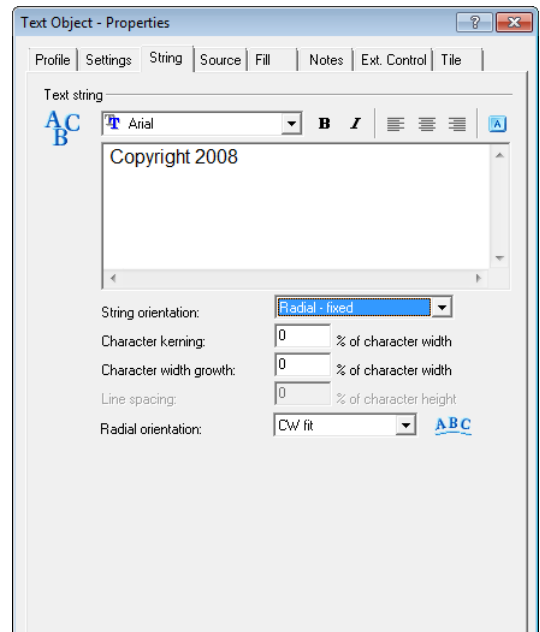 Text Object - Properties
Profile Settings String Source Fill Notes Ext. Control Tile
Text string
ABC Arial B I A
Copyright 2008
String orientation: Radial - fixed
Character kerning: 0 % of character width
Character width growth: 0 % of character width
Line spacing: 0 % of character height
Radial orientation: CW fit ABC